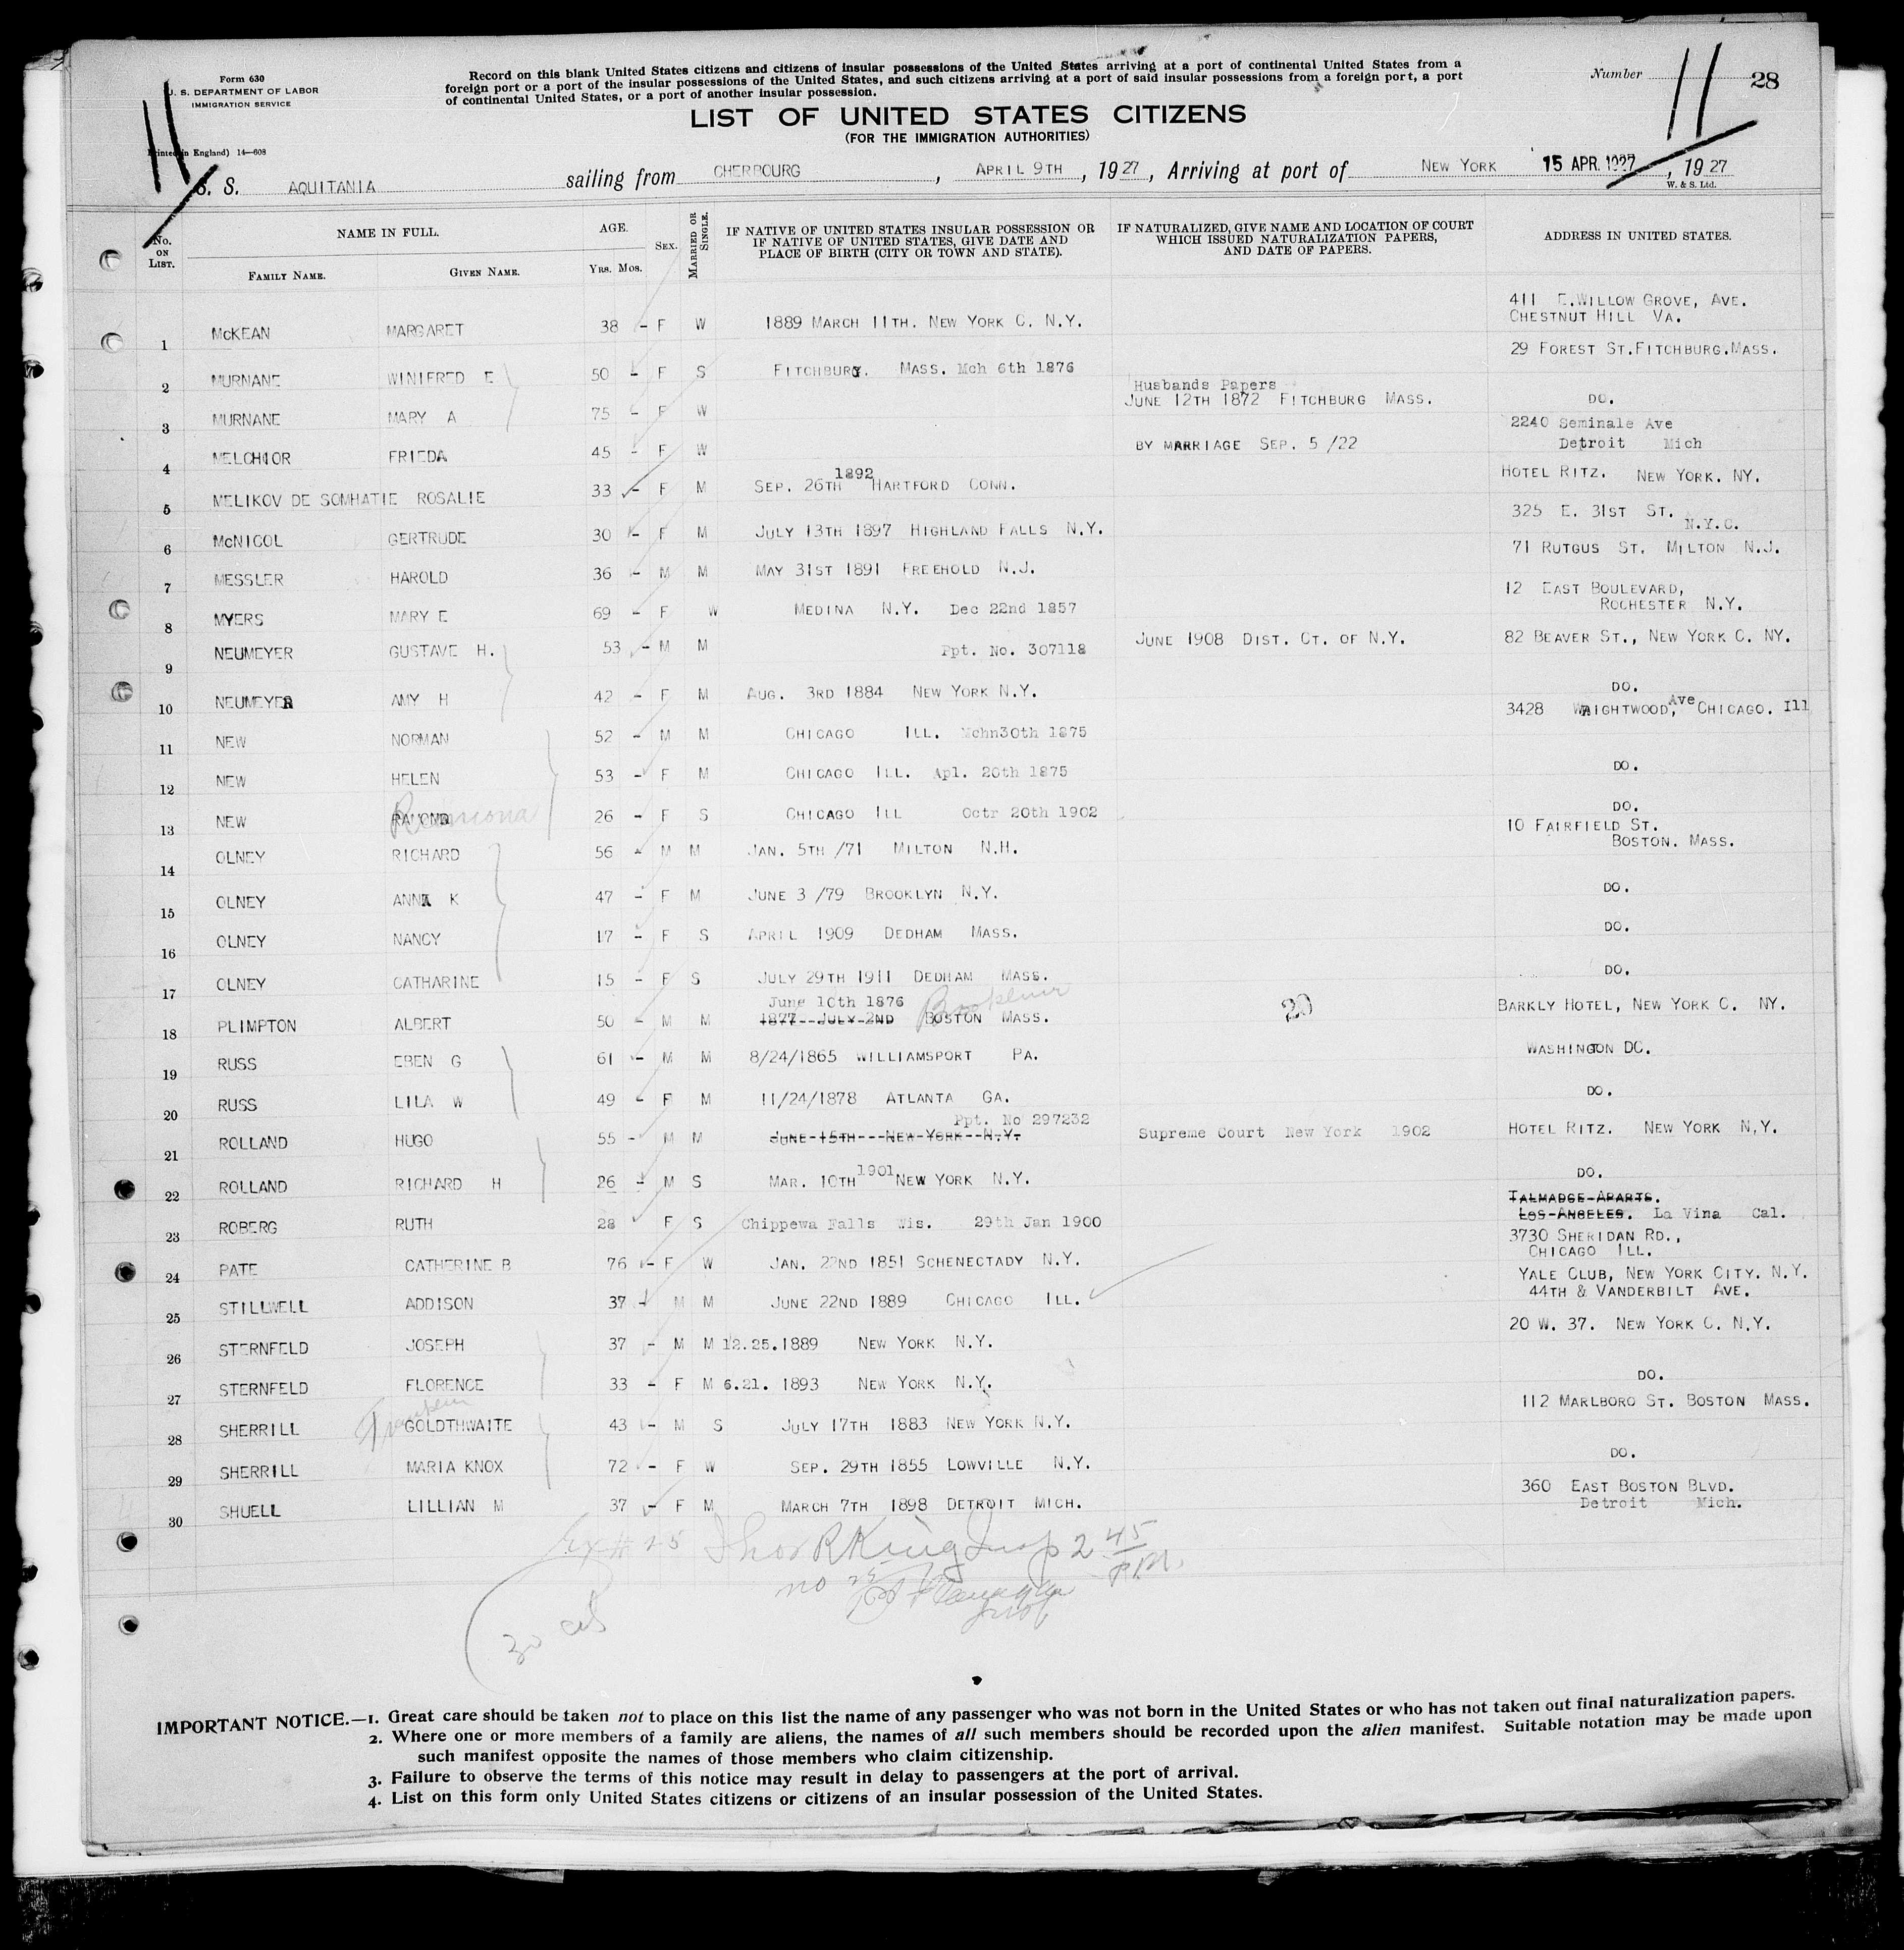 Form 630
U. S. DEPARTMENT OF LABOR
IMMIGRATION SERVICE
Record on this blank United States citizens and citizens of insular possessions of the United States arriving at a port of continental United States from a
foreign port or a port of the insular possessions of the United States, and such citizens arriving at a port of said insular possessions from a foreign port, a port
of continental United States, or a port of another insular possession.
Number 11 28
11
LIST OF UNITED STATES CITIZENS
(FOR THE IMMIGRATION AUTHORITIES)
Printed in England) 14—608
S. S. AQUITANIA sailing from CHERBOURG, APRIL 9TH, 1927, Arriving at port of NEW YORK 15 APR. 1927, 1927
W. & S. Ltd.
No. ON LIST. NAME IN FULL. FAMILY NAME. GIVEN NAME. AGE. YRS. MOS. SEX. MARRIED OR SINGLE. IF NATIVE OF UNITED STATES INSULAR POSSESSION OR IF NATIVE OF UNITED STATES, GIVE DATE AND PLACE OF BIRTH (CITY OR TOWN AND STATE). IF NATURALIZED, GIVE NAME AND LOCATION OF COURT WHICH ISSUED NATURALIZATION PAPERS, AND DATE OF PAPERS. ADDRESS IN UNITED STATES.
1 McKEAN MARGARET 38 - F W 1889 MARCH 11TH. NEW YORK C. N.Y. 411 E.WILLOW GROVE, AVE. CHESTNUT HILL VA.
2 MURNANE WINIFRED E 50 - F S FITCHBURG. MASS. Mch 6th 1876 29 FOREST ST.FITCHBURG.MASS.
3 MURNANE MARY A 75 - F W Husbands Papers JUNE 12TH 1872 FITCHBURG MASS. DO.
4 MELCHIOR FRIEDA 45 - F W BY MARRIAGE SEP. 5 /22 2240 Seminale Ave Detroit Mich
5 MELIKOV DE SOMHATIE ROSALIE 33 - F M SEP. 26TH 1892 HARTFORD CONN. HOTEL RITZ. NEW YORK. NY.
6 McNICOL GERTRUDE 30 - F M JULY 13TH 1897 HIGHLAND FALLS N.Y. 325 E. 31ST ST. N.Y.C.
7 MESSLER HAROLD 36 - M M MAY 31ST 1891 FREEHOLD N.J. 71 RUTGUS ST. MILTON N.J.
8 MYERS MARY E 69 - F W MEDINA N.Y. Dec 22nd 1857 12 EAST BOULEVARD, ROCHESTER N.Y.
9 NEUMEYER GUSTAVE H. 53 - M M Ppt. No. 307118 JUNE 1908 DIST. CT. OF N.Y. 82 BEAVER ST., NEW YORK C. NY.
10 NEUMEYER AMY H 42 - F M AUG. 3RD 1884 NEW YORK N.Y. DO.
11 NEW NORMAN 52 - M M CHICAGO ILL. Mchn30th 1875 3428 WRIGHTWOOD, Ave CHICAGO. Ill
12 NEW HELEN 53 - F M CHICAGO ILL. Apl. 20th 1875 DO.
13 NEW RAMONA Ramona 26 - F S CHICAGO ILL Octr 20th 1902 DO.
14 OLNEY RICHARD 56 - M M JAN. 5TH /71 MILTON N.H. 10 FAIRFIELD ST. BOSTON. MASS.
15 OLNEY ANNA K 47 - F M JUNE 3 /79 BROOKLYN N.Y. DO.
16 OLNEY NANCY 17 - F S APRIL 1909 DEDHAM MASS. DO.
17 OLNEY CATHARINE 15 - F S JULY 29TH 1911 DEDHAM MASS. DO.
18 PLIMPTON ALBERT 50 - M M June 10th 1876 1877 JULY 2ND BOSTON MASS. Brookline 20 BARKLY HOTEL, NEW YORK C. NY.
19 RUSS EBEN G 61 - M M 8/24/1865 WILLIAMSPORT PA. WASHINGTON DC.
20 RUSS LILA W 49 - F M 11/24/1878 ATLANTA GA. DO.
21 ROLLAND HUGO 55 - M M Ppt. No 297232 JUNE-15TH---NEW-YORK--N.Y. Supreme Court New York 1902 HOTEL RITZ. NEW YORK N.Y.
22 ROLLAND RICHARD H 26 - M S MAR. 10TH 1901 NEW YORK N.Y. DO.
23 ROBERG RUTH 28 F S Chippewa Falls Wis. 29th Jan 1900 TALMADGE-APARTS. LOS-ANGELES. La Vina Cal.
24 PATE CATHERINE B 76 - F W JAN. 22ND 1851 SCHENECTADY N.Y. 3730 SHERIDAN RD., CHICAGO ILL.
25 STILLWELL ADDISON 37 - M M JUNE 22ND 1889 CHICAGO ILL. YALE CLUB, NEW YORK CITY. N.Y. 44TH & VANDERBILT AVE.
26 STERNFELD JOSEPH 37 - M M 12.25.1889 NEW YORK N.Y. 20 W. 37. NEW YORK C. N.Y.
27 STERNFELD FLORENCE 33 - F M 6.21. 1893 NEW YORK N.Y. DO.
28 SHERRILL Franklin GOLDTHWAITE 43 - M S JULY 17TH 1883 NEW YORK N.Y. 112 MARLBORO ST. BOSTON MASS.
29 SHERRILL MARIA KNOX 72 - F W SEP. 29TH 1855 LOWVILLE N.Y. DO.
30 SHUELL LILLIAN M 37 - F M MARCH 7TH 1898 DETROIT MICH. 360 EAST BOSTON BLVD. Detroit Mich.
#25 Thos R King Insp 2 45 P.M.
no 25
30
IMPORTANT NOTICE.—1. Great care should be taken not to place on this list the name of any passenger who was not born in the United States or who has not taken out final naturalization papers.
2. Where one or more members of a family are aliens, the names of all such members should be recorded upon the alien manifest. Suitable notation may be made upon
such manifest opposite the names of those members who claim citizenship.
3. Failure to observe the terms of this notice may result in delay to passengers at the port of arrival.
4. List on this form only United States citizens or citizens of an insular possession of the United States.